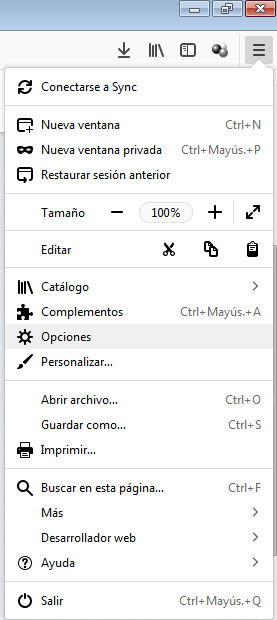 Conectarse a Sync
Nueva ventana Ctrl+N
Nueva ventana privada Ctrl+Mayús.+P
Restaurar sesión anterior
Tamaño 100%
Editar
Catálogo
Complementos Ctrl+Mayús.+A
Opciones
Personalizar...
Abrir archivo... Ctrl+O
Guardar como... Ctrl+S
Imprimir...
Buscar en esta página... Ctrl+F
Más
Desarrollador web
Ayuda
Salir Ctrl+Mayús.+Q